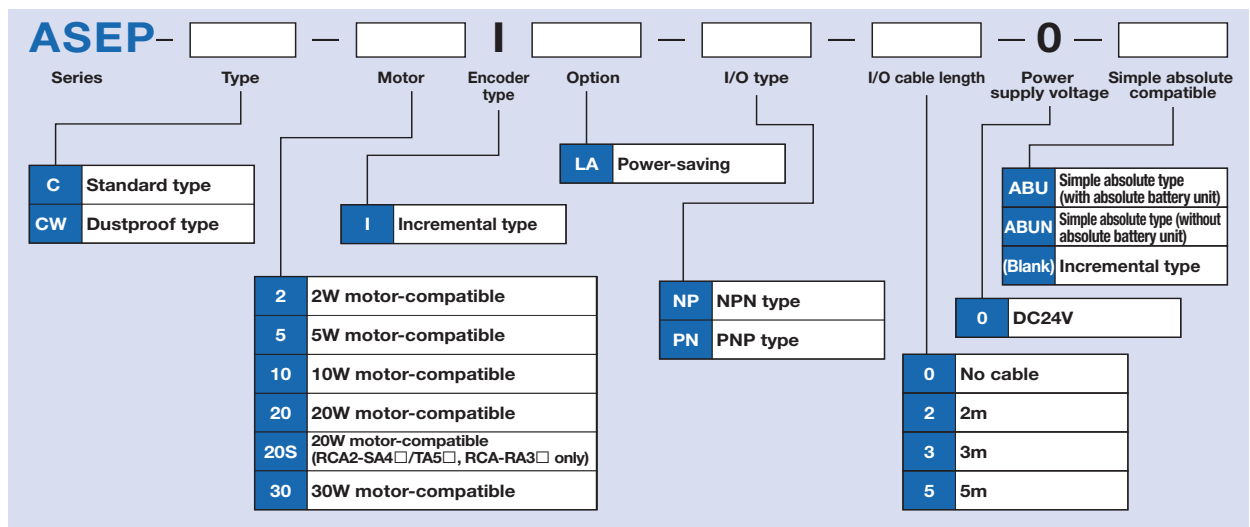 ASEP– — I — — — 0 —
Series
Type
Motor
Encoder
type
Option
I/O type
I/O cable length
Power
supply voltage
Simple absolute
compatible
C Standard type
CW Dustproof type
2 2W motor-compatible
5 5W motor-compatible
10 10W motor-compatible
20 20W motor-compatible
20S 20W motor-compatible
(RCA2-SA4□/TA5□, RCA-RA3□ only)
30 30W motor-compatible
I Incremental type
LA Power-saving
NP NPN type
PN PNP type
0 No cable
2 2m
3 3m
5 5m
0 DC24V
ABU Simple absolute type
(with absolute battery unit)
ABUN Simple absolute type (without
absolute battery unit)
(Blank) Incremental type